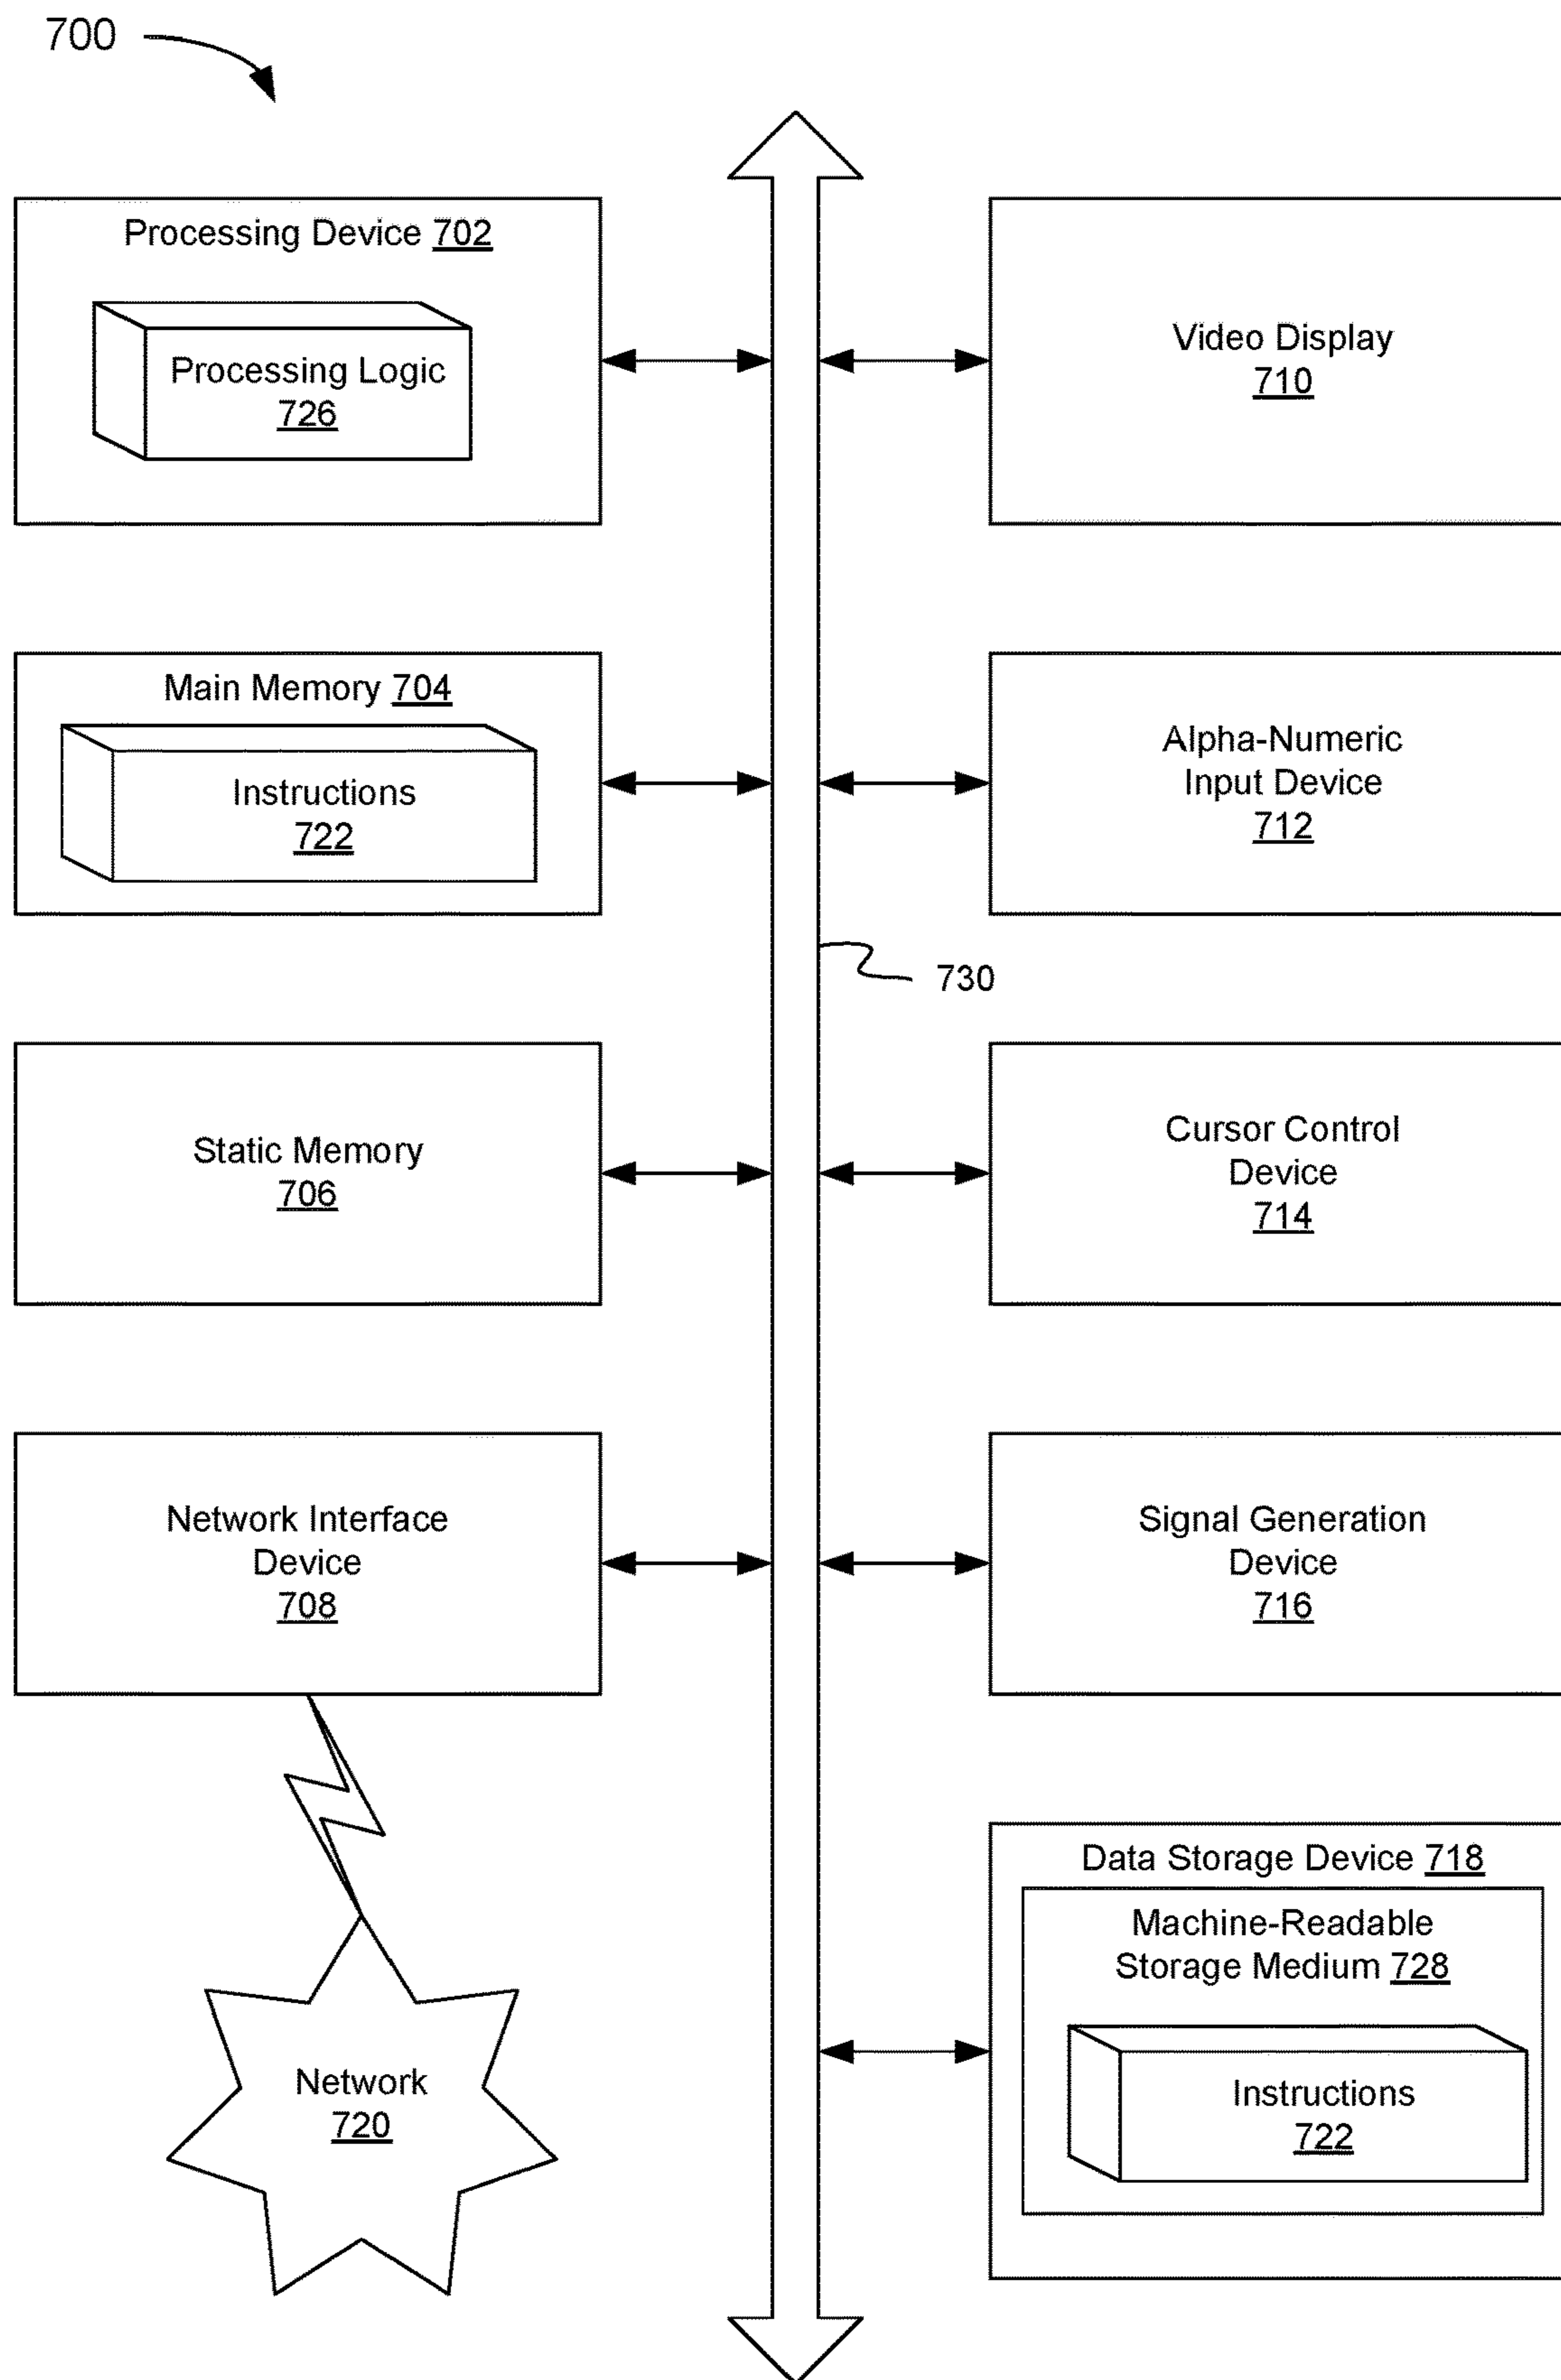 700
Processing Device 702
Processing Logic
726
Main Memory 704
Instructions
722
Static Memory
706
Network Interface
Device
708
Network
720
Video Display
710
Alpha-Numeric
Input Device
712
730
Cursor Control
Device
714
Signal Generation
Device
716
Data Storage Device 718
Machine-Readable
Storage Medium 728
Instructions
722